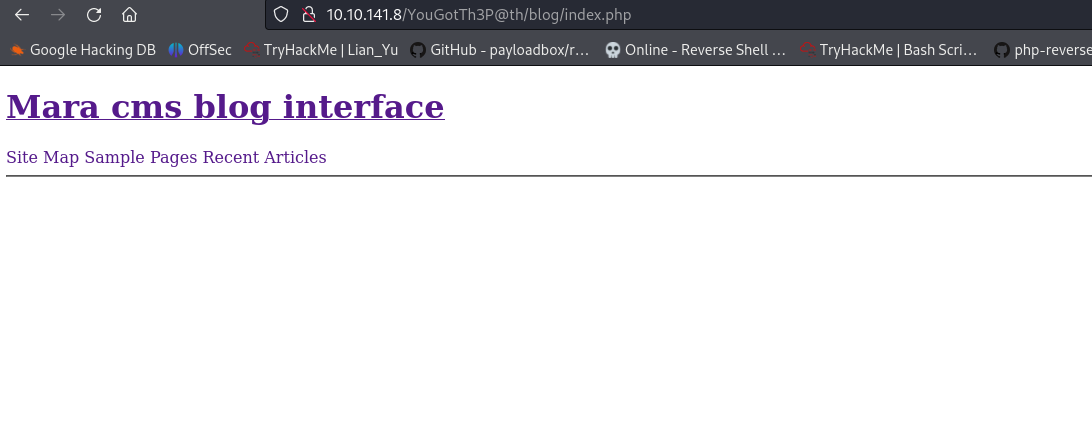 10.10.141.8/YouGotTh3P@th/blog/index.php
Google Hacking DB OffSec TryHackMe | Lian_Yu GitHub - payloadbox/r… Online - Reverse Shell … TryHackMe | Bash Scri… php-reverse
Mara cms blog interface
Site Map Sample Pages Recent Articles